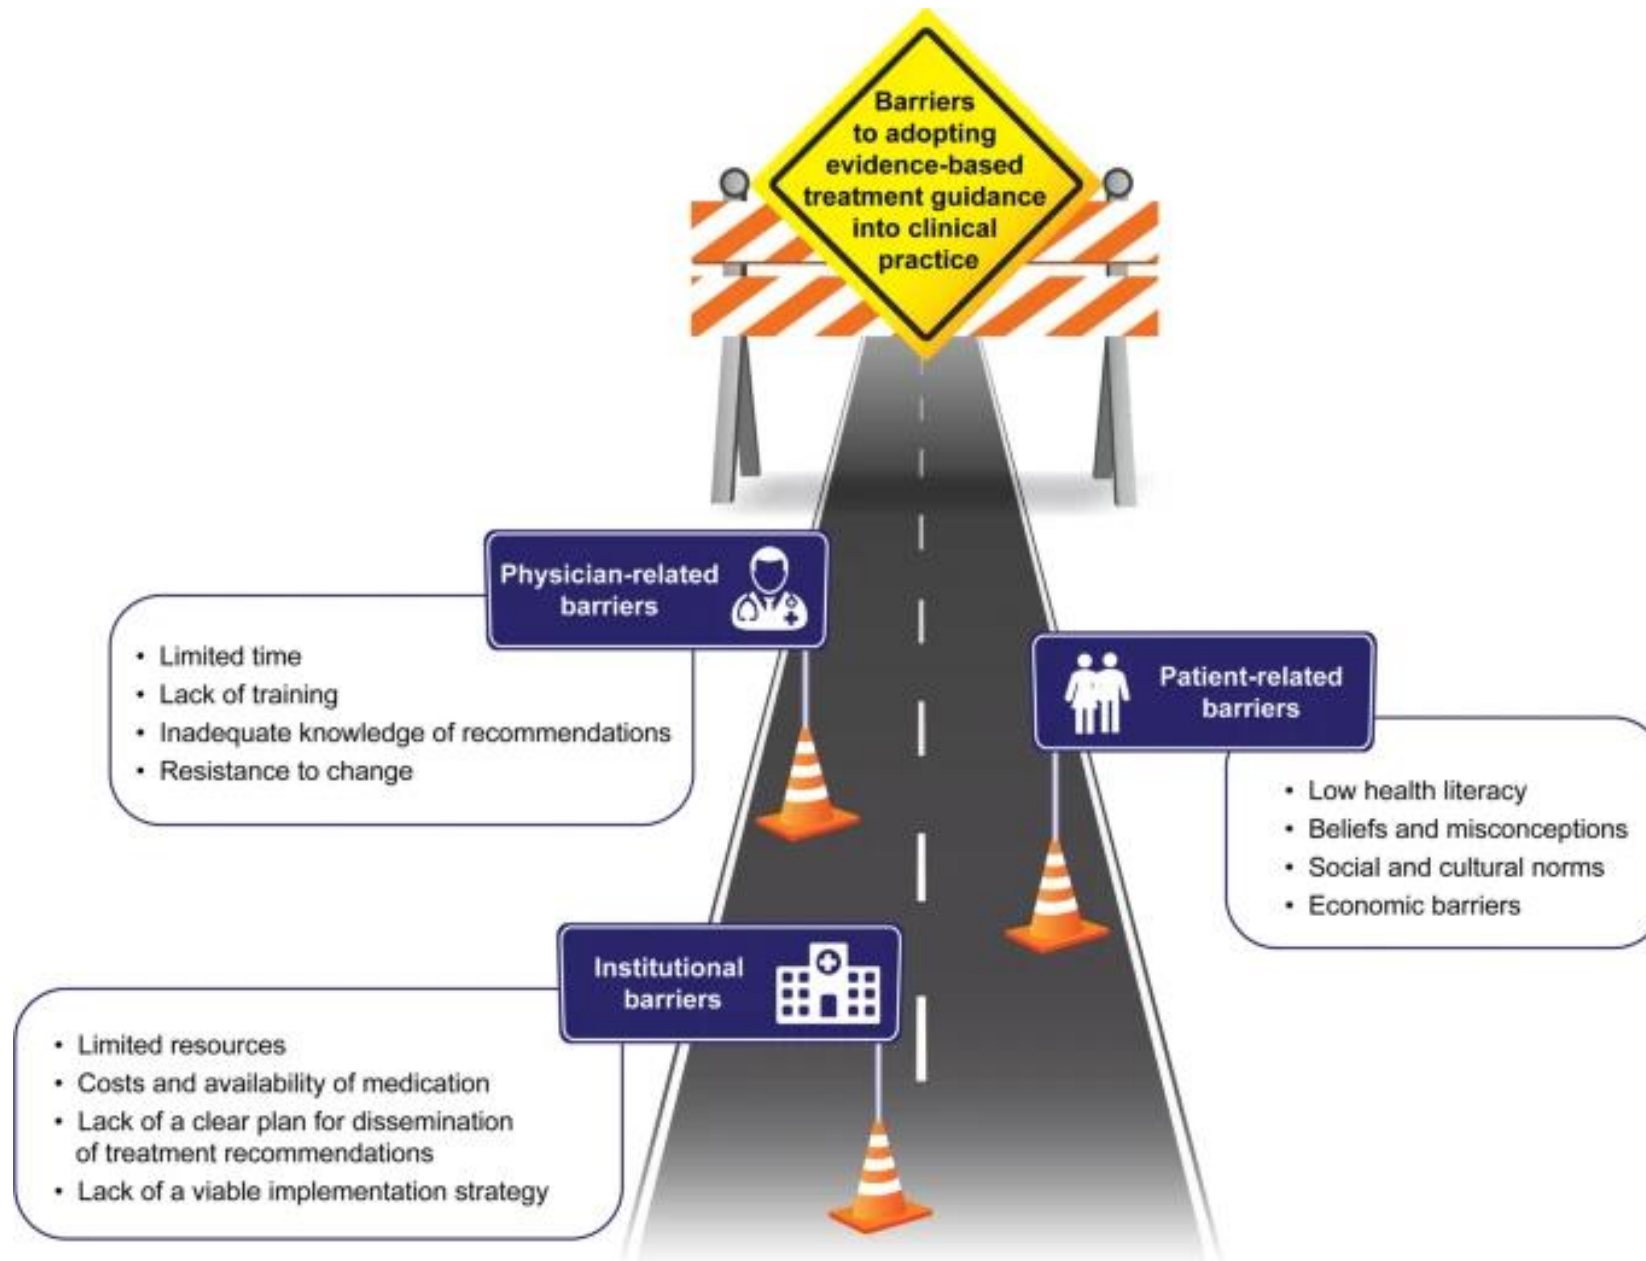 Barriers
to adopting
evidence-based
treatment guidance
into clinical
practice
Physician-related
barriers
• Limited time
• Lack of training
• Inadequate knowledge of recommendations
• Resistance to change
Patient-related
barriers
• Low health literacy
• Beliefs and misconceptions
• Social and cultural norms
• Economic barriers
Institutional
barriers
• Limited resources
• Costs and availability of medication
• Lack of a clear plan for dissemination
of treatment recommendations
• Lack of a viable implementation strategy